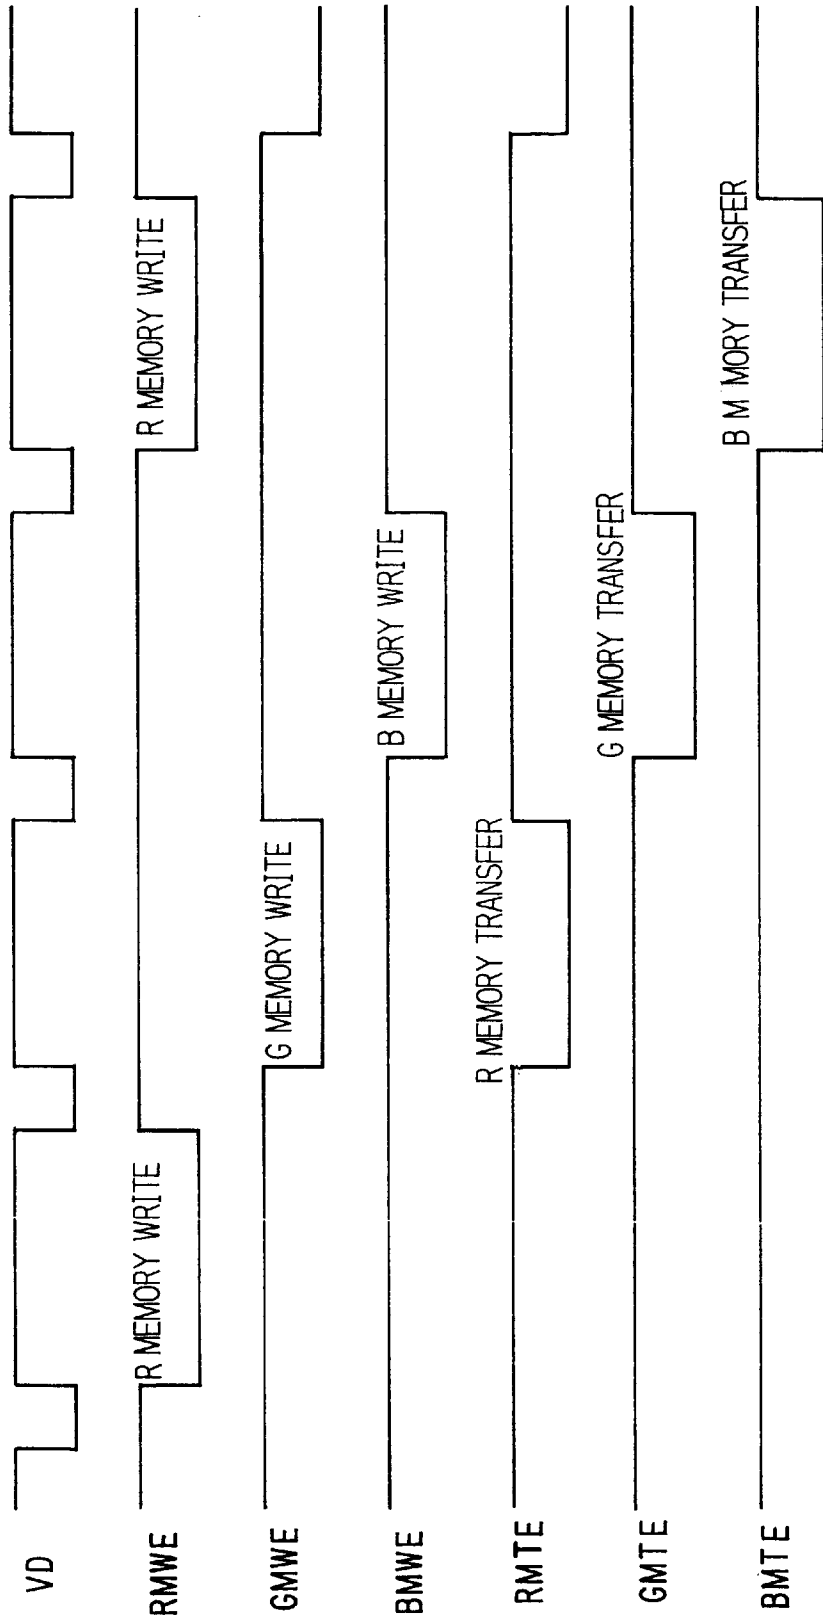 VD
RMWE
R MEMORY WRITE
R MEMORY WRITE
GMWE
G MEMORY WRITE
BMWE
B MEMORY WRITE
RMTE
R MEMORY TRANSFER
GMTE
G MEMORY TRANSFER
BMTE
B M MORY TRANSFER